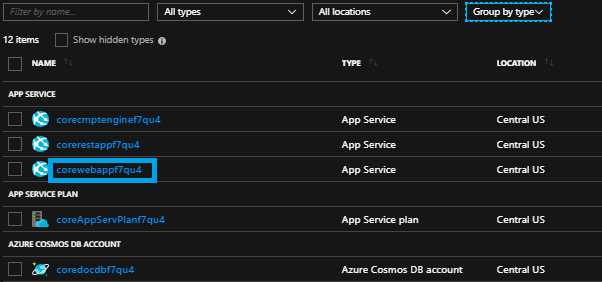 Filter by name... All types All locations Group by type
12 items Show hidden types
NAME TYPE LOCATION
APP SERVICE
corecmptenginef7qu4 App Service Central US
corerestappf7qu4 App Service Central US
corewebappf7qu4 App Service Central US
APP SERVICE PLAN
coreAppServPlanf7qu4 App Service plan Central US
AZURE COSMOS DB ACCOUNT
coredocdbf7qu4 Azure Cosmos DB account Central US